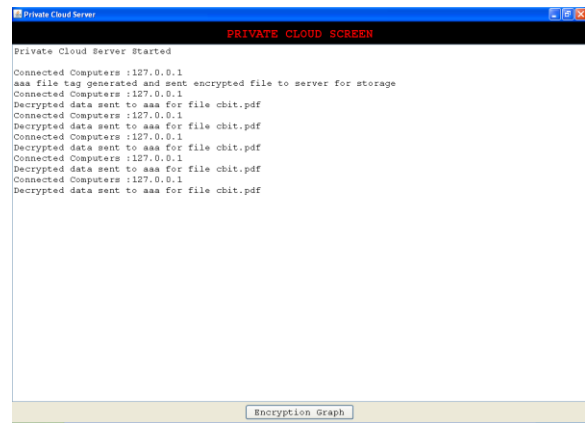 Private Cloud Server
PRIVATE CLOUD SCREEN
Private Cloud Server Started
Connected Computers :127.0.0.1
aaa file tag generated and sent encrypted file to server for storage
Connected Computers :127.0.0.1
Decrypted data sent to aaa for file cbit.pdf
Connected Computers :127.0.0.1
Decrypted data sent to aaa for file cbit.pdf
Connected Computers :127.0.0.1
Decrypted data sent to aaa for file cbit.pdf
Connected Computers :127.0.0.1
Decrypted data sent to aaa for file cbit.pdf
Connected Computers :127.0.0.1
Decrypted data sent to aaa for file cbit.pdf
Encryption Graph